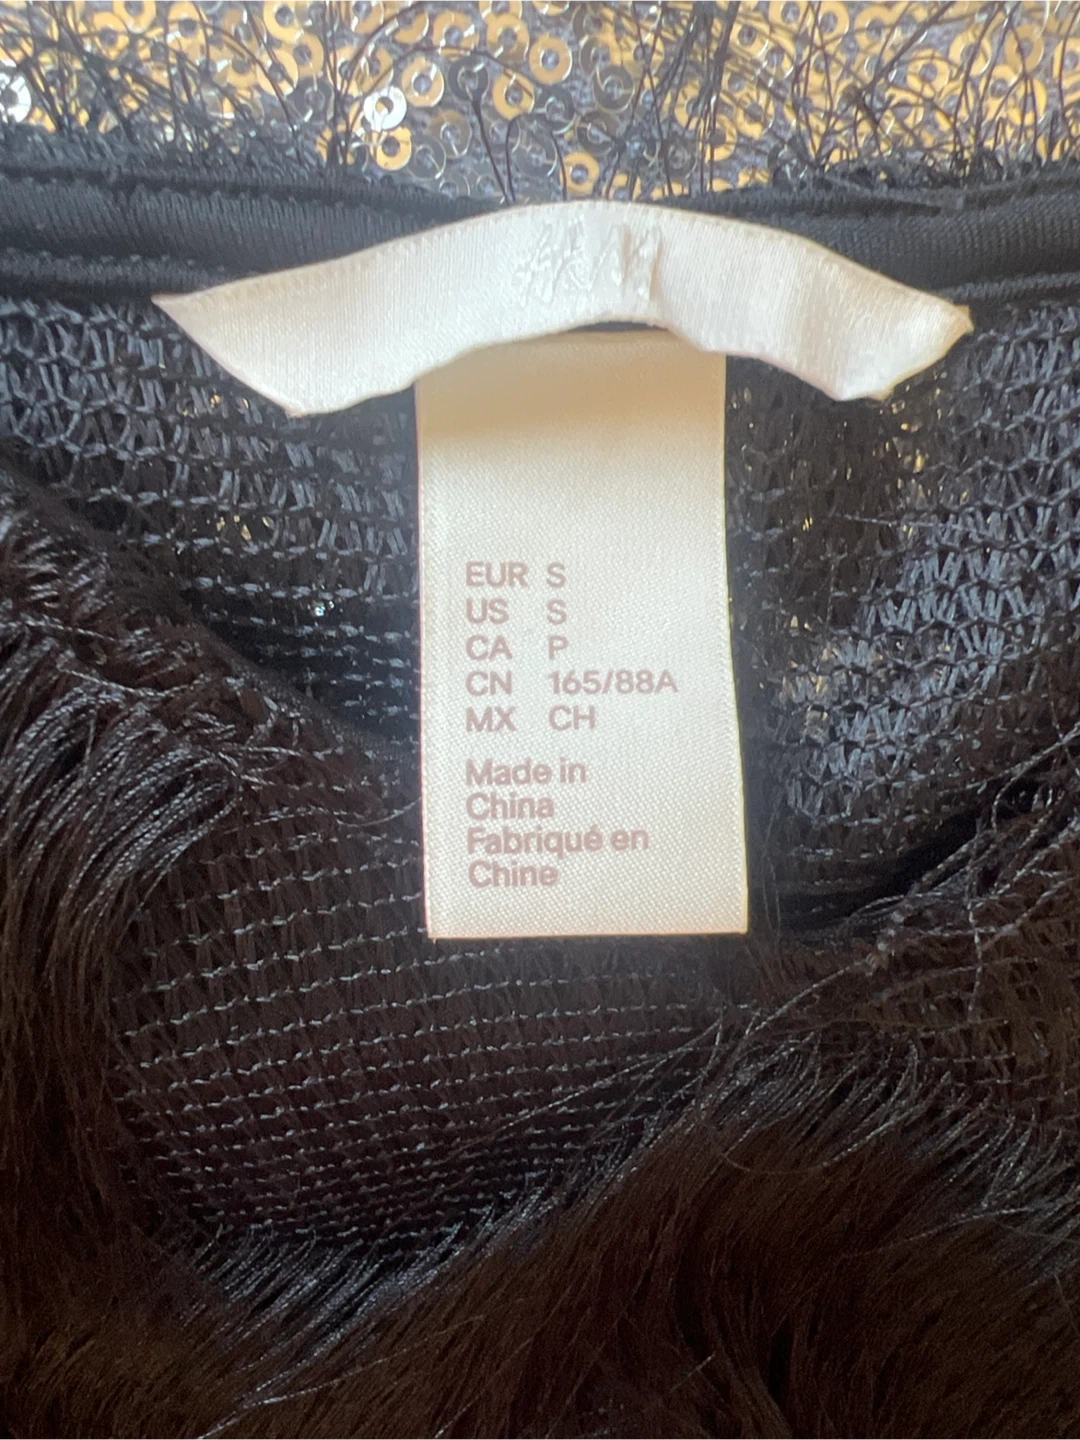 H&M
EUR S
US S
CA P
CN 165/88A
MX CH
Made in
China
Fabriqué en
Chine